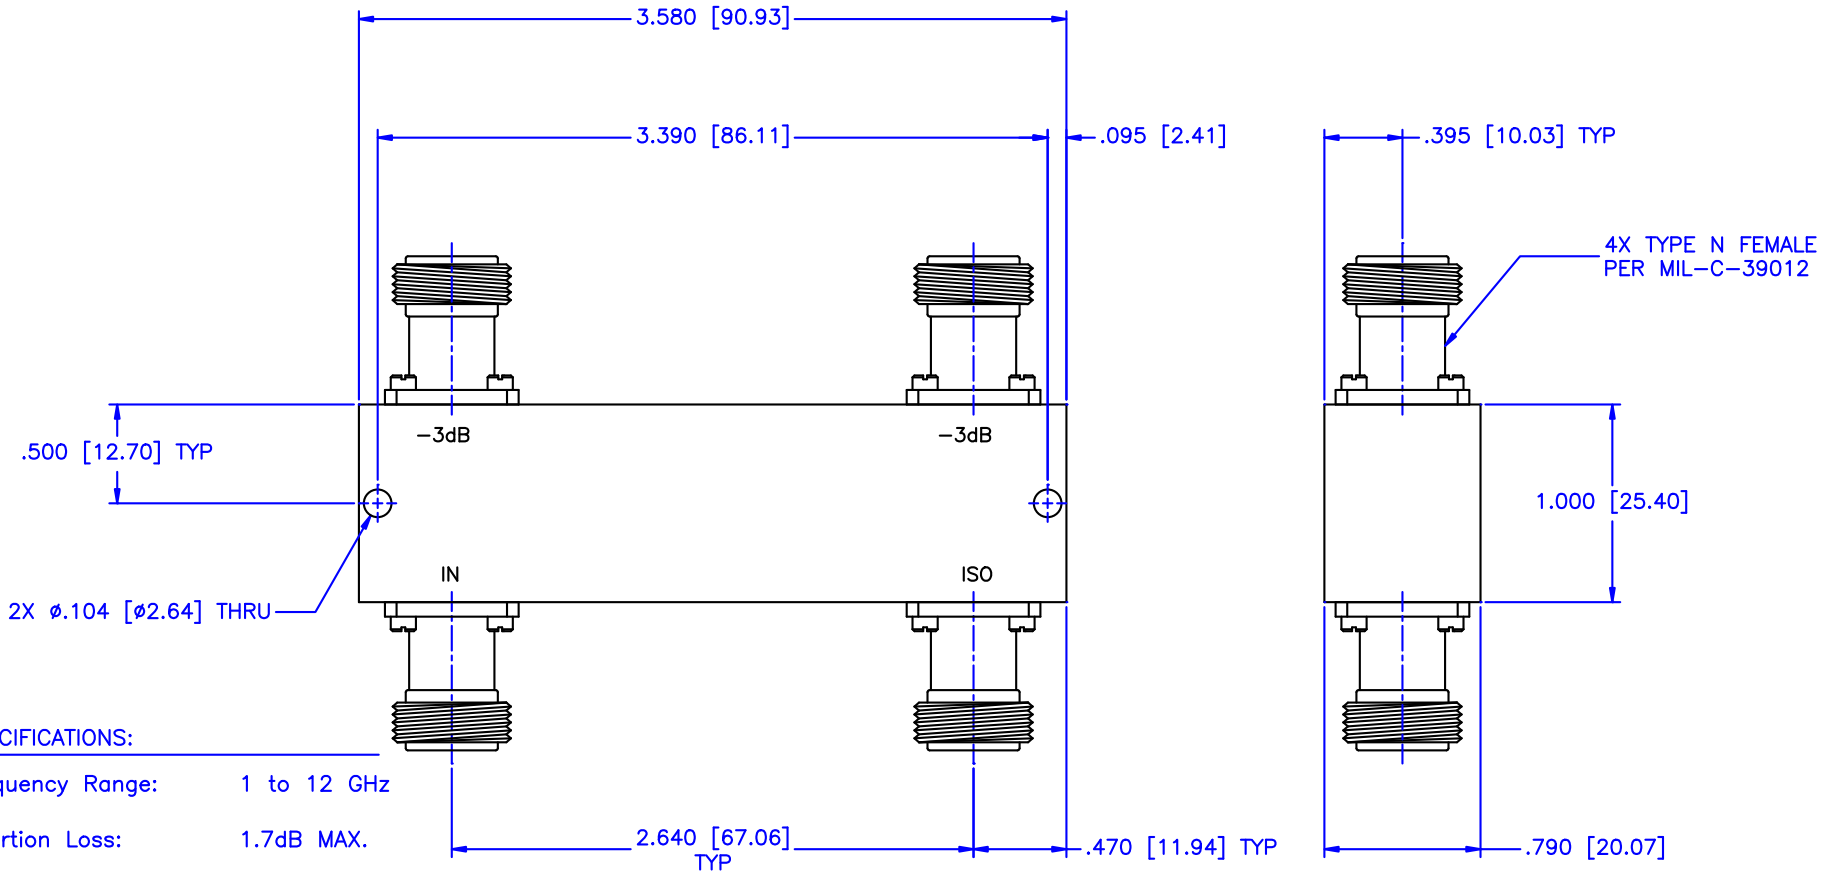 3.580 [90.93]
3.390 [86.11]
.095 [2.41]
.395 [10.03] TYP
4X TYPE N FEMALE
PER MIL-C-39012
-3dB
-3dB
.500 [12.70] TYP
1.000 [25.40]
IN
ISO
2X ø.104 [ø2.64] THRU
CIFICATIONS:
quency Range: 1 to 12 GHz
rtion Loss: 1.7dB MAX.
2.640 [67.06]
TYP
.470 [11.94] TYP
.790 [20.07]